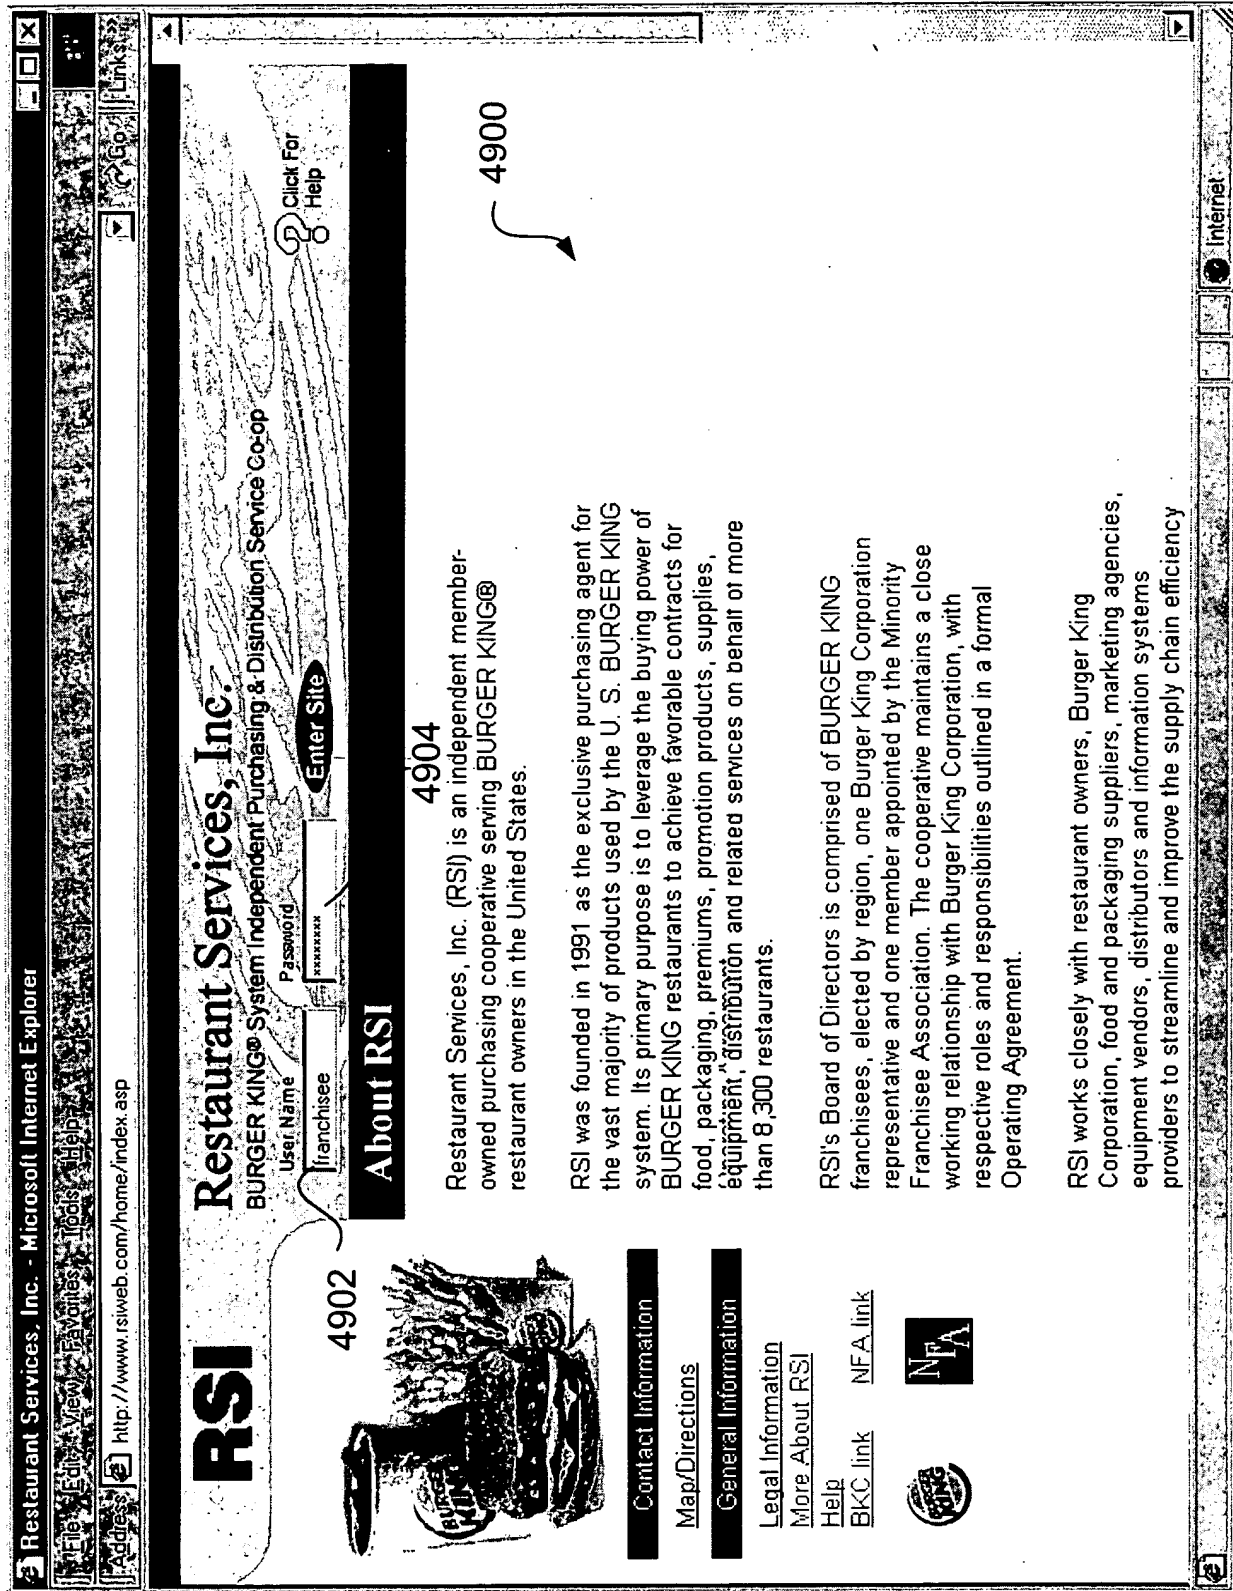 Restaurant Services, Inc. - Microsoft Internet Explorer
File Edit View Favorites Tools Help
Address http://www.rsiweb.com/home/index.asp Go Links >>
RSI
Restaurant Services, Inc.
BURGER KING® System Independent Purchasing & Distribution Service Co-op
User Name Password
franchisee xxxxxxxxx Enter Site
Click For
Help
4902
About RSI
4904
4900
Restaurant Services, Inc. (RSI) is an independent member-
owned purchasing cooperative serving BURGER KING®
restaurant owners in the United States.
RSI was founded in 1991 as the exclusive purchasing agent for
the vast majority of products used by the U. S. BURGER KING
system. Its primary purpose is to leverage the buying power of
BURGER KING restaurants to achieve favorable contracts for
food, packaging, premiums, promotion products, supplies,
equipment, distribution and related services on behalf of more
than 8,300 restaurants.
RSI's Board of Directors is comprised of BURGER KING
franchisees, elected by region, one Burger King Corporation
representative and one member appointed by the Minority
Franchisee Association. The cooperative maintains a close
working relationship with Burger King Corporation, with
respective roles and responsibilities outlined in a formal
Operating Agreement.
RSI works closely with restaurant owners, Burger King
Corporation, food and packaging suppliers, marketing agencies,
equipment vendors, distributors and information systems
providers to streamline and improve the supply chain efficiency
BURGER KING
Contact Information
Map/Directions
General Information
Legal Information
More About RSI
Help
BKC link NFA link
BURGER KING
NFA
Internet